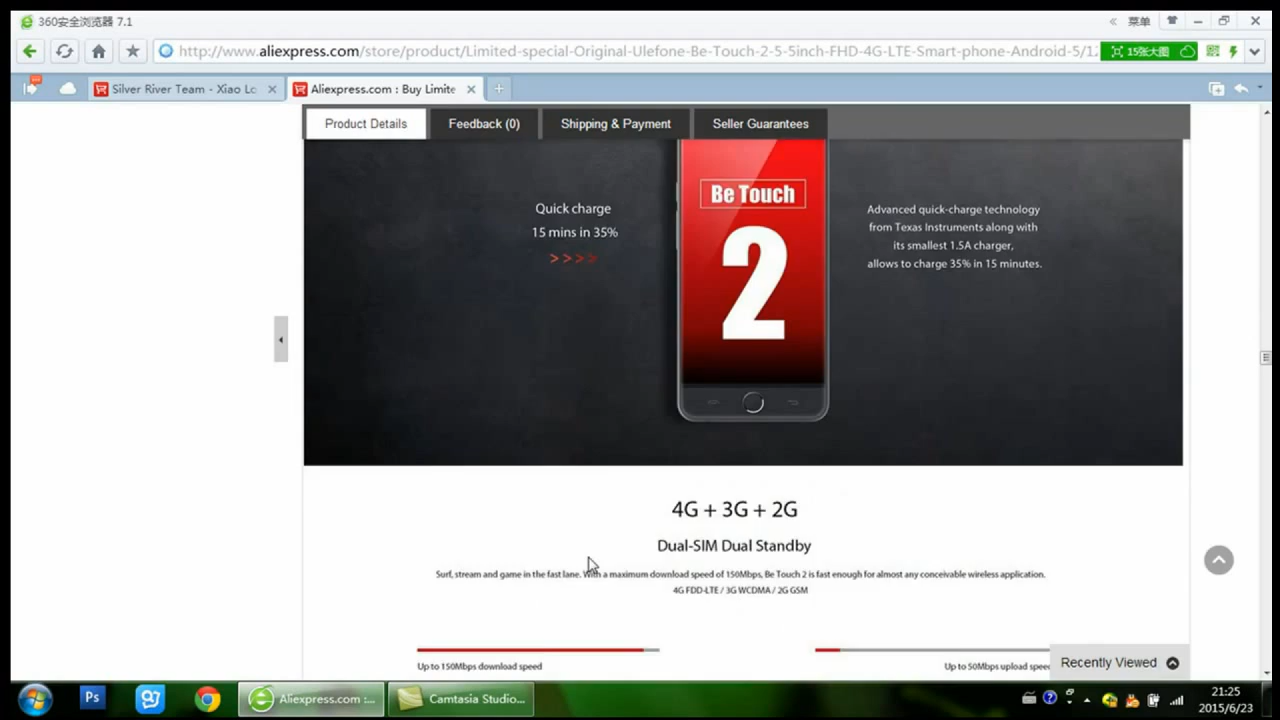 360安全浏览器 7.1
菜单
http://www.aliexpress.com/store/product/Limited-special-Original-Ulefone-Be-Touch-2-5-5inch-FHD-4G-LTE-Smart-phone-Android-5/12
15张大图
Silver River Team - Xiao Lo
Aliexpress.com : Buy Limite
Product Details
Feedback (0)
Shipping & Payment
Seller Guarantees
Quick charge
15 mins in 35%
> > > >
Be Touch
2
Advanced quick-charge technology
from Texas Instruments along with
its smallest 1.5A charger,
allows to charge 35% in 15 minutes.
4G + 3G + 2G
Dual-SIM Dual Standby
Surf, stream and game in the fast lane. With a maximum download speed of 150Mbps, Be Touch 2 is fast enough for almost any conceivable wireless application.
4G FDD-LTE / 3G WCDMA / 2G GSM
Up to 150Mbps download speed
Up to 50Mbps upload speed
Recently Viewed
Ps
Aliexpress.com :...
Camtasia Studio...
21:25
2015/6/23